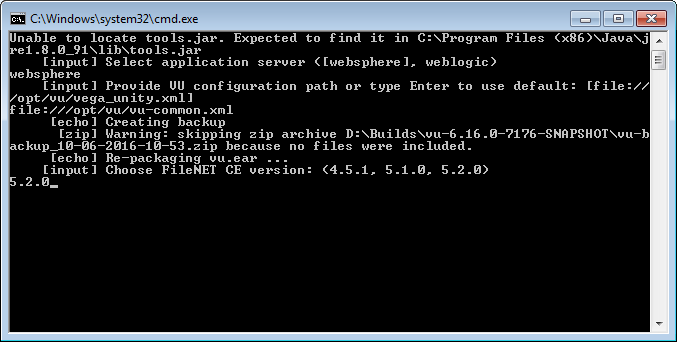 C:\Windows\system32\cmd.exe
Unable to locate tools.jar. Expected to find it in C:\Program Files (x86)\Java\j
re1.8.0_91\lib\tools.jar
[input] Select application server ([websphere], weblogic)
websphere
[input] Provide VU configuration path or type Enter to use default: [file:///
/opt/vu/vega_unity.xml]
file:///opt/vu/vu-common.xml
[echo] Creating backup
[zip] Warning: skipping zip archive D:\Builds\vu-6.16.0-7176-SNAPSHOT\vu-b
ackup_10-06-2016-10-53.zip because no files were included.
[echo] Re-packaging vu.ear ...
[input] Choose FileNET CE version: (4.5.1, 5.1.0, 5.2.0)
5.2.0_